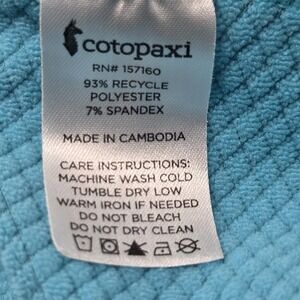 cotopaxi
RN# 157160
93% RECYCLE
POLYESTER
7% SPANDEX
MADE IN CAMBODIA
CARE INSTRUCTIONS:
MACHINE WASH COLD
TUMBLE DRY LOW
WARM IRON IF NEEDED
DO NOT BLEACH
DO NOT DRY CLEAN